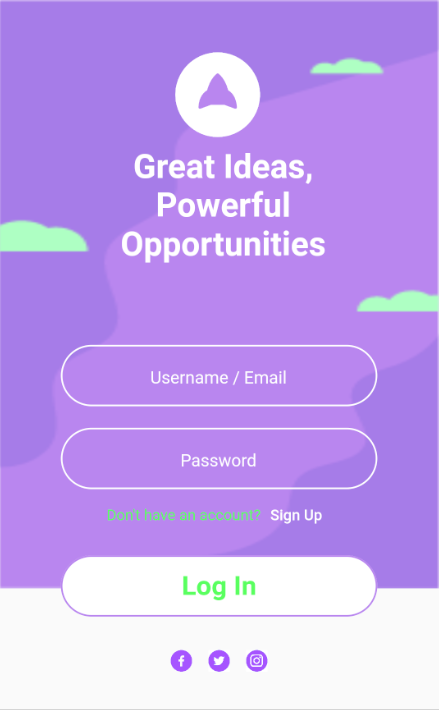 Great Ideas,
Powerful
Opportunities
Username / Email
Password
Don't have an account? Sign Up
Log In